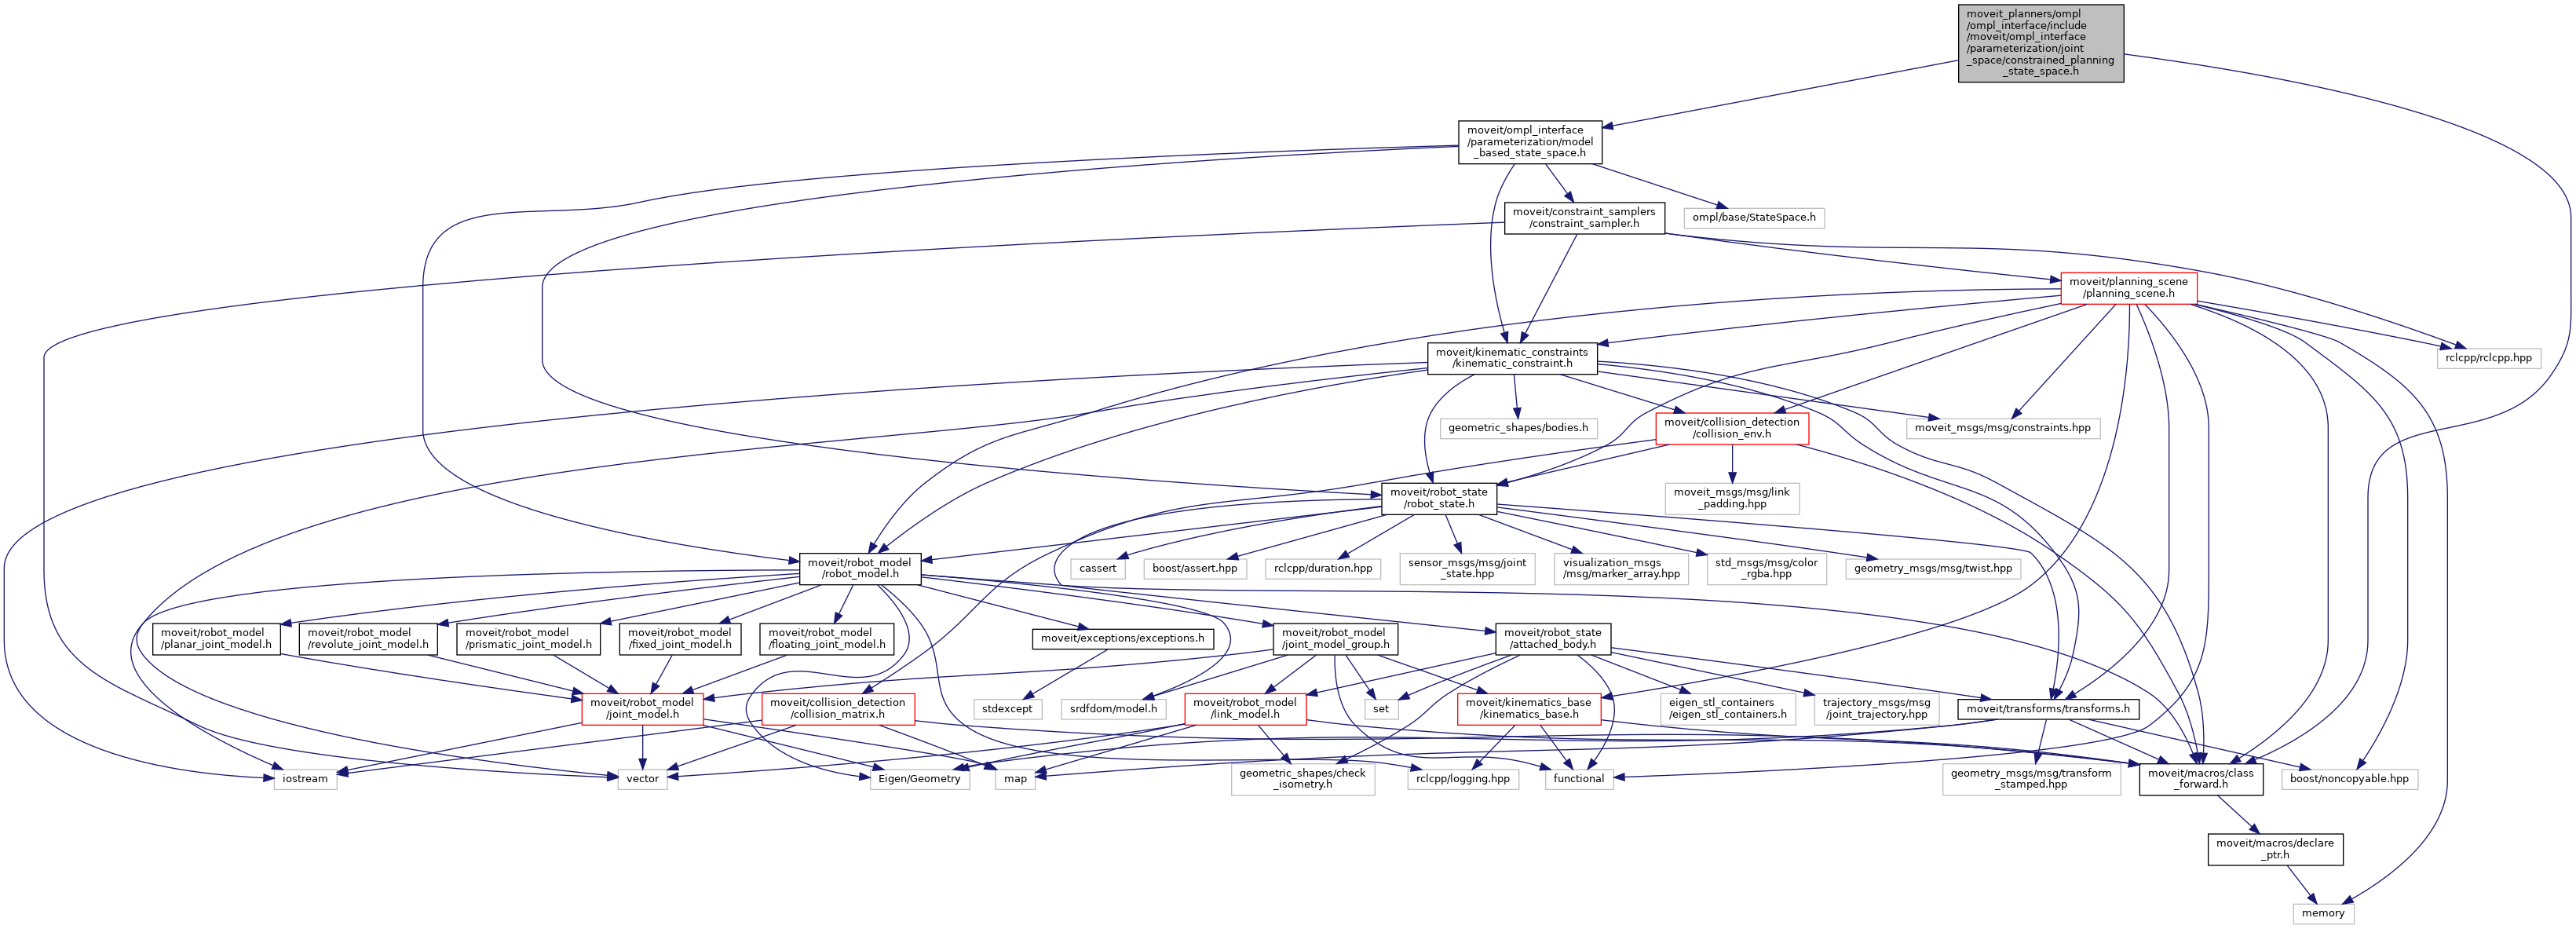 moveit_planners/ompl
/ompl_interface/include
/moveit/ompl_interface
/parameterization/joint
_space/constrained_planning
_state_space.h
moveit/ompl_interface
/parameterization/model
_based_state_space.h
moveit/constraint_samplers
/constraint_sampler.h
ompl/base/StateSpace.h
moveit/planning_scene
/planning_scene.h
moveit/kinematic_constraints
/kinematic_constraint.h
rclcpp/rclcpp.hpp
geometric_shapes/bodies.h
moveit/collision_detection
/collision_env.h
moveit_msgs/msg/constraints.hpp
moveit/robot_state
/robot_state.h
moveit_msgs/msg/link
_padding.hpp
moveit/robot_model
/robot_model.h
cassert
boost/assert.hpp
rclcpp/duration.hpp
sensor_msgs/msg/joint
_state.hpp
visualization_msgs
/msg/marker_array.hpp
std_msgs/msg/color
_rgba.hpp
geometry_msgs/msg/twist.hpp
moveit/robot_model
/planar_joint_model.h
moveit/robot_model
/revolute_joint_model.h
moveit/robot_model
/prismatic_joint_model.h
moveit/robot_model
/fixed_joint_model.h
moveit/robot_model
/floating_joint_model.h
moveit/exceptions/exceptions.h
moveit/robot_model
/joint_model_group.h
moveit/robot_state
/attached_body.h
moveit/robot_model
/joint_model.h
moveit/collision_detection
/collision_matrix.h
stdexcept
srdfdom/model.h
moveit/robot_model
/link_model.h
set
moveit/kinematics_base
/kinematics_base.h
eigen_stl_containers
/eigen_stl_containers.h
trajectory_msgs/msg
/joint_trajectory.hpp
moveit/transforms/transforms.h
iostream
vector
Eigen/Geometry
map
geometric_shapes/check
_isometry.h
rclcpp/logging.hpp
functional
geometry_msgs/msg/transform
_stamped.hpp
moveit/macros/class
_forward.h
boost/noncopyable.hpp
moveit/macros/declare
_ptr.h
memory